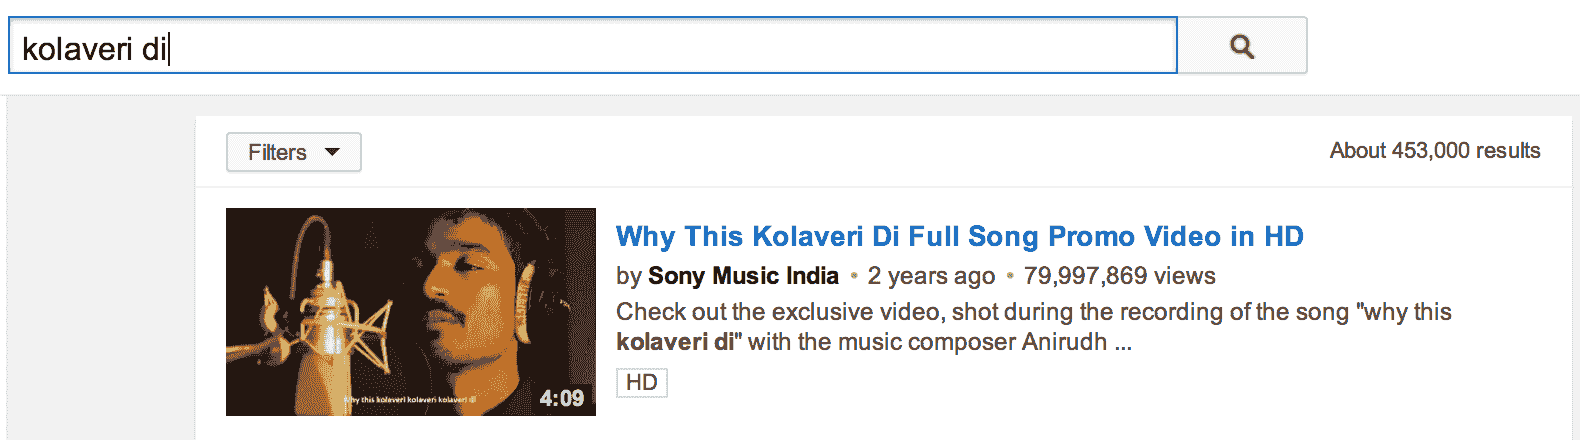 kolaveri di
Filters
About 453,000 results
Why This Kolaveri Di Full Song Promo Video in HD
by Sony Music India • 2 years ago • 79,997,869 views
Check out the exclusive video, shot during the recording of the song "why this
kolaveri di" with the music composer Anirudh ...
HD
why this kolaveri kolaveri kolaveri di
4:09